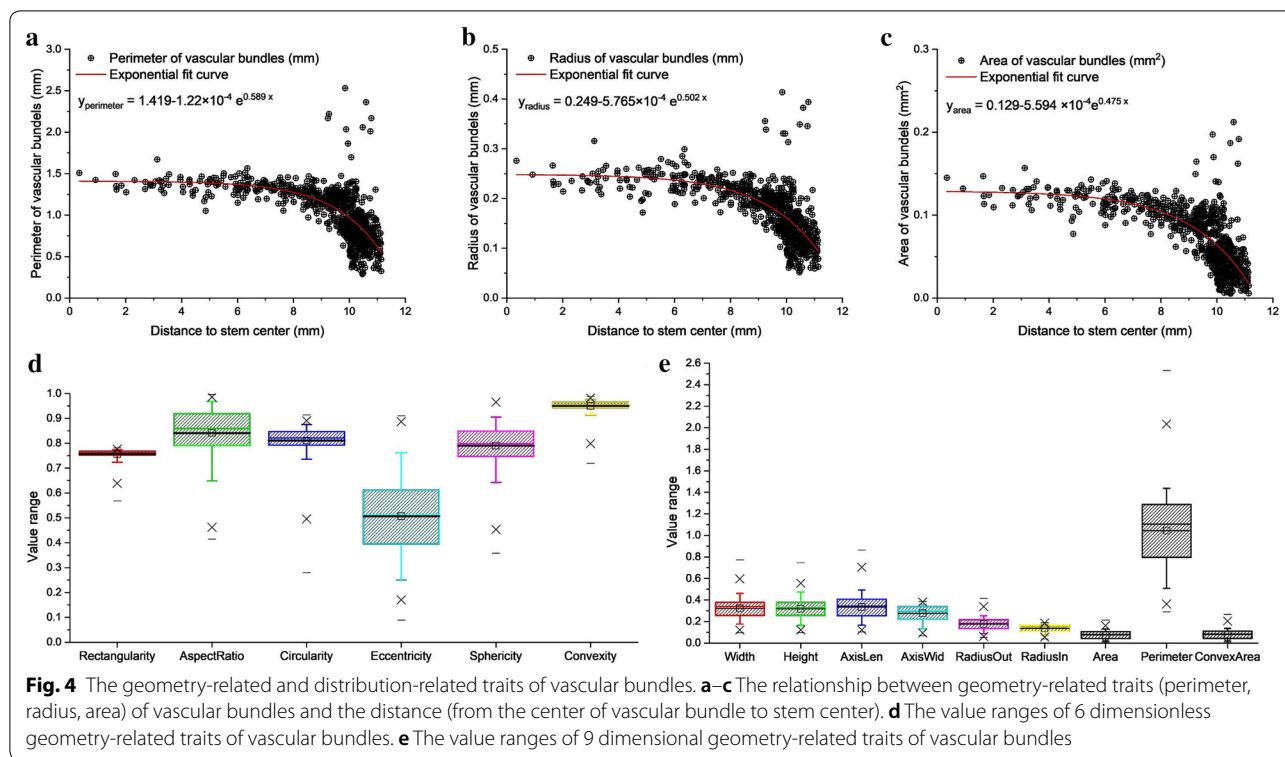 a
Perimeter of vascular bundles (mm)
Exponential fit curve
y perimeter = 1.419-1.22×10⁻⁴ e^0.589 x
Perimeter of vascular bundels (mm)
3.0
2.5
2.0
1.5
1.0
0.5
0.0
0 2 4 6 8 10 12
Distance to stem center (mm)
b
Radius of vascular bundles (mm)
Exponential fit curve
y radius = 0.249-5.765×10⁻⁴ e^0.502 x
Radius of vascular bundels (mm)
0.5
0.4
0.3
0.2
0.1
0.0
0 2 4 6 8 10 12
Distance to stem center (mm)
c
Area of vascular bundles (mm²)
Exponential fit curve
y area = 0.129-5.594 ×10⁻⁴e^0.475 x
Area of vascular bundels (mm²)
0.3
0.2
0.1
0.0
0 2 4 6 8 10 12
Distance to stem center (mm)
d
Value range
1.0
0.9
0.8
0.7
0.6
0.5
0.4
0.3
0.2
0.1
0.0
Rectangularity AspectRatio Circularity Eccentricity Sphericity Convexity
e
Value range
2.6
2.4
2.2
2.0
1.8
1.6
1.4
1.2
1.0
0.8
0.6
0.4
0.2
0.0
Width Height AxisLen AxisWid RadiusOut RadiusIn Area Perimeter ConvexArea
Fig. 4 The geometry-related and distribution-related traits of vascular bundles. a–c The relationship between geometry-related traits (perimeter,
radius, area) of vascular bundles and the distance (from the center of vascular bundle to stem center). d The value ranges of 6 dimensionless
geometry-related traits of vascular bundles. e The value ranges of 9 dimensional geometry-related traits of vascular bundles